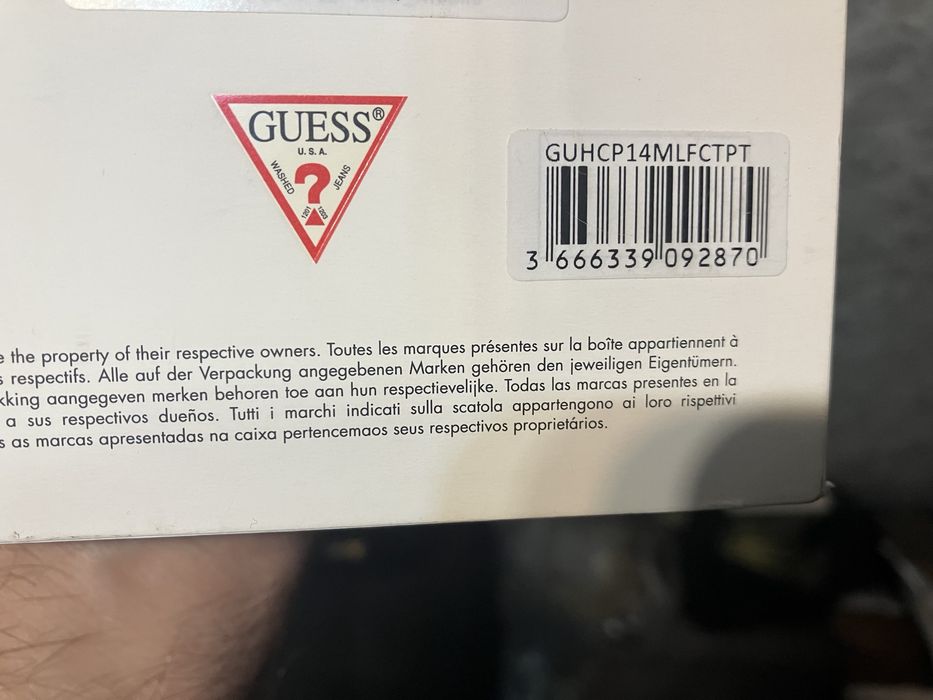 GUESS®
U.S.A.
WASHED ? JEANS
1201 1203
GUHCP14MLFCTPT
3 666339 092870
the property of their respective owners. Toutes les marques présentes sur la boîte appartiennent à
respectifs. Alle auf der Verpackung angegebenen Marken gehören den jeweiligen Eigentümern.
aangegeven merken behoren toe aan hun respectievelijke. Todas las marcas presentes en la
a sus respectivos dueños. Tutti i marchi indicati sulla scatola appartengono ai loro rispettivi
as marcas apresentadas na caixa pertencemaos seus respectivos proprietários.